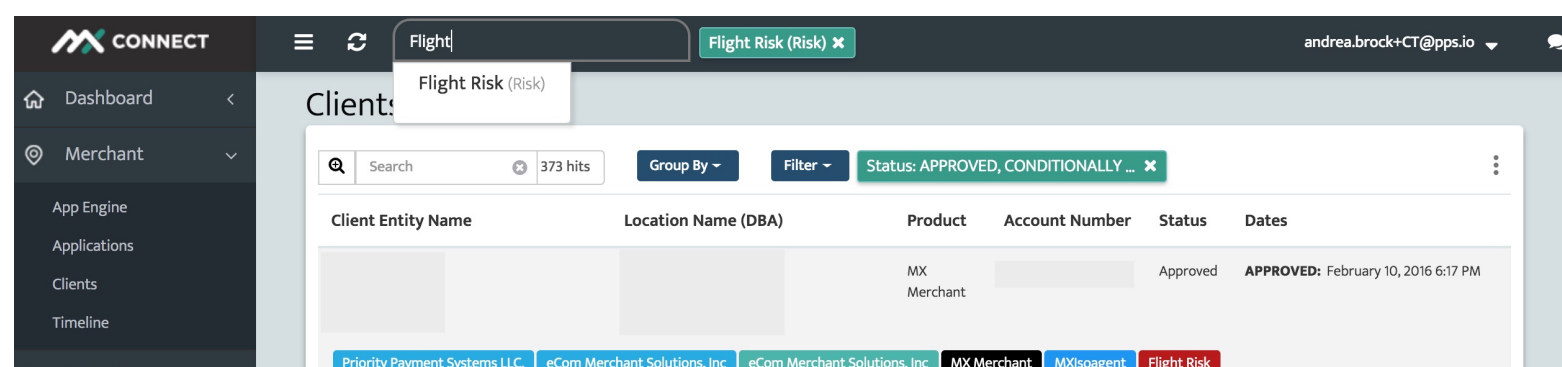 MX CONNECT
Flight
Flight Risk (Risk) ✖
andrea.brock+CT@pps.io
Flight Risk (Risk)
Dashboard
Merchant
App Engine
Applications
Clients
Timeline
Clients
Search
373 hits
Group By
Filter
Status: APPROVED, CONDITIONALLY ... ✖
Client Entity Name Location Name (DBA) Product Account Number Status Dates
MX Merchant Approved APPROVED: February 10, 2016 6:17 PM
Priority Payment Systems LLC. eCom Merchant Solutions, Inc eCom Merchant Solutions, Inc MX Merchant MXIsoagent Flight Risk